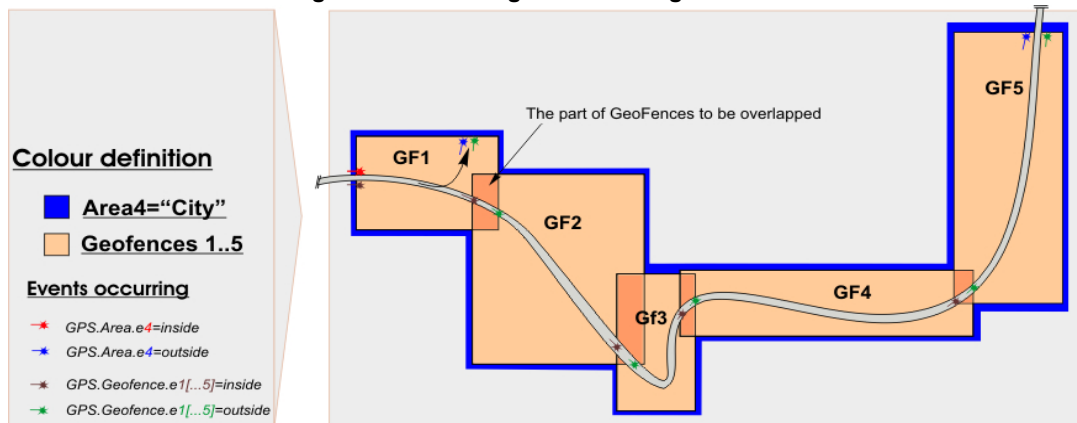 Colour definition
Area4="City"
Geofences 1..5
Events occurring
GPS.Area.e4=inside
GPS.Area.e4=outside
GPS.Geofence.e1[...5]=inside
GPS.Geofence.e1[...5]=outside
The part of GeoFences to be overlapped
GF1
GF2
Gf3
GF4
GF5